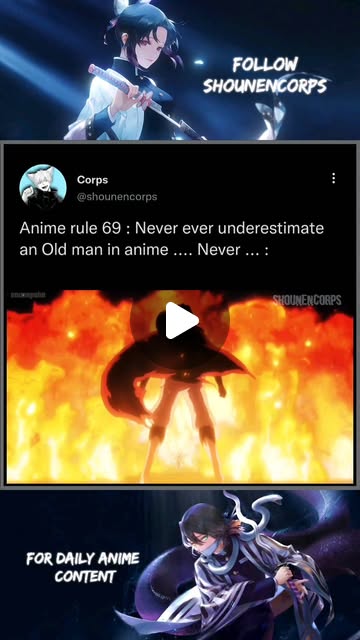 FOLLOW
SHOUNENCORPS
Corps
@shounencorps
Anime rule 69 : Never ever underestimate
an Old man in anime .... Never ... :
SHOUNENCORPS
FOR DAILY ANIME
CONTENT